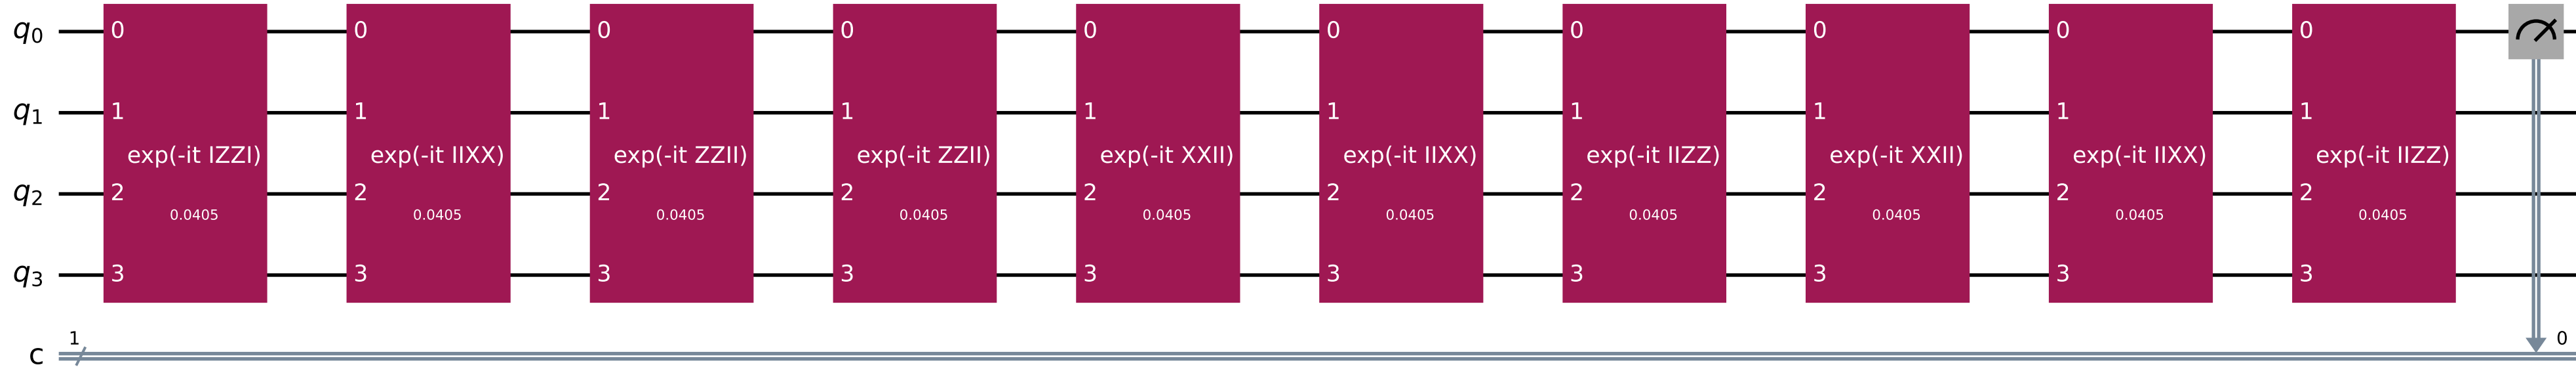 q0 0 0 0 0 0 0 0 0 0 0
q1 1 1 1 1 1 1 1 1 1 1
exp(-it IZZI) exp(-it IIXX) exp(-it ZZII) exp(-it ZZII) exp(-it XXII) exp(-it IIXX) exp(-it IIZZ) exp(-it XXII) exp(-it IIXX) exp(-it IIZZ)
q2 2 2 2 2 2 2 2 2 2 2
0.0405 0.0405 0.0405 0.0405 0.0405 0.0405 0.0405 0.0405 0.0405 0.0405
q3 3 3 3 3 3 3 3 3 3 3
1 0
c